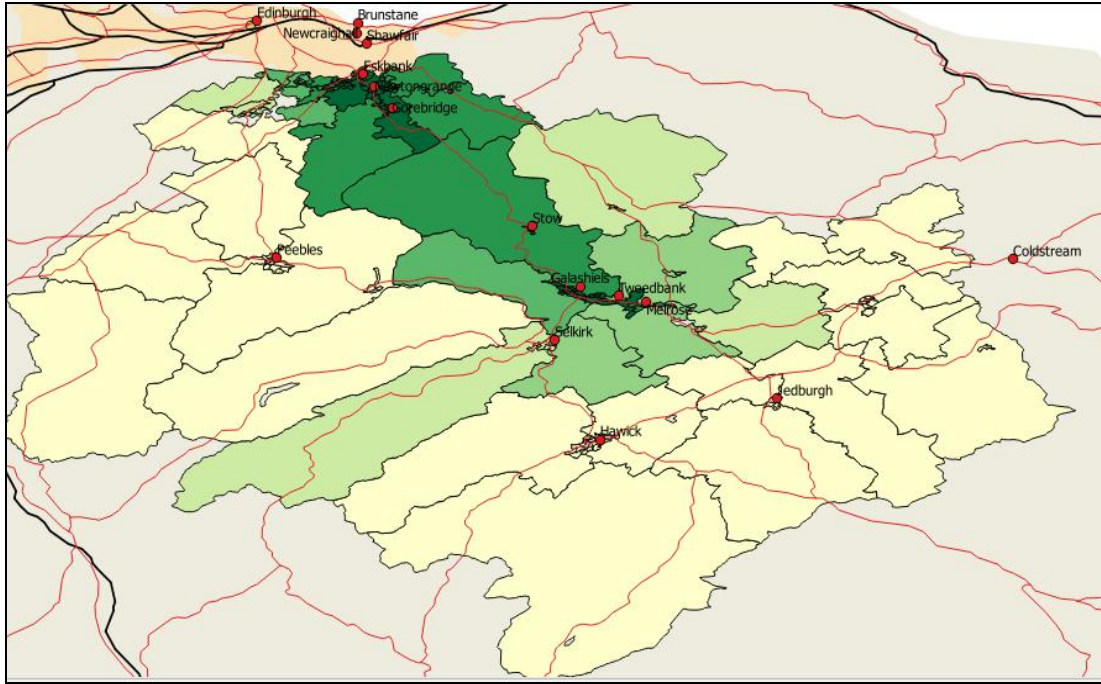 Edinburgh
Brunstane
Newcraighall
Shawfair
Eskbank
Newtongrange
Gorebridge
Stow
Peebles
Coldstream
Galashiels
Tweedbank
Melrose
Selkirk
Jedburgh
Hawick